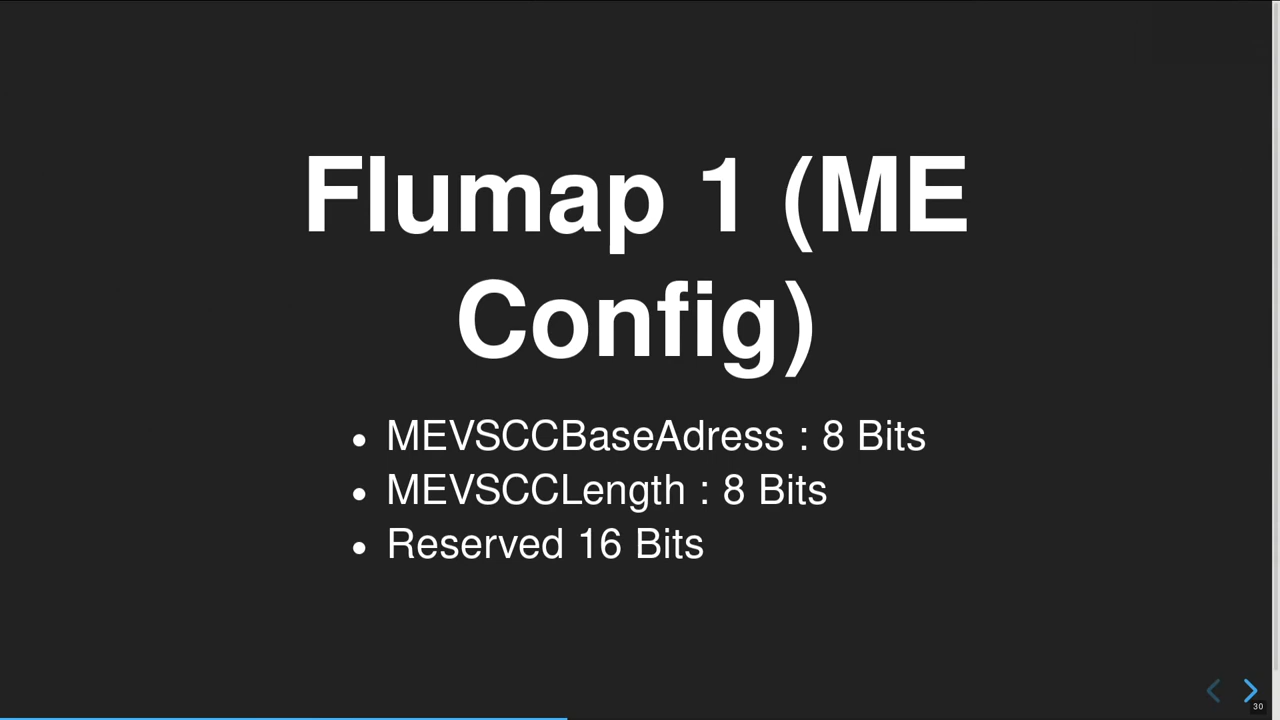 Flumap 1 (ME
Config)
MEVSCCBaseAdress : 8 Bits
MEVSCCLength : 8 Bits
Reserved 16 Bits
30